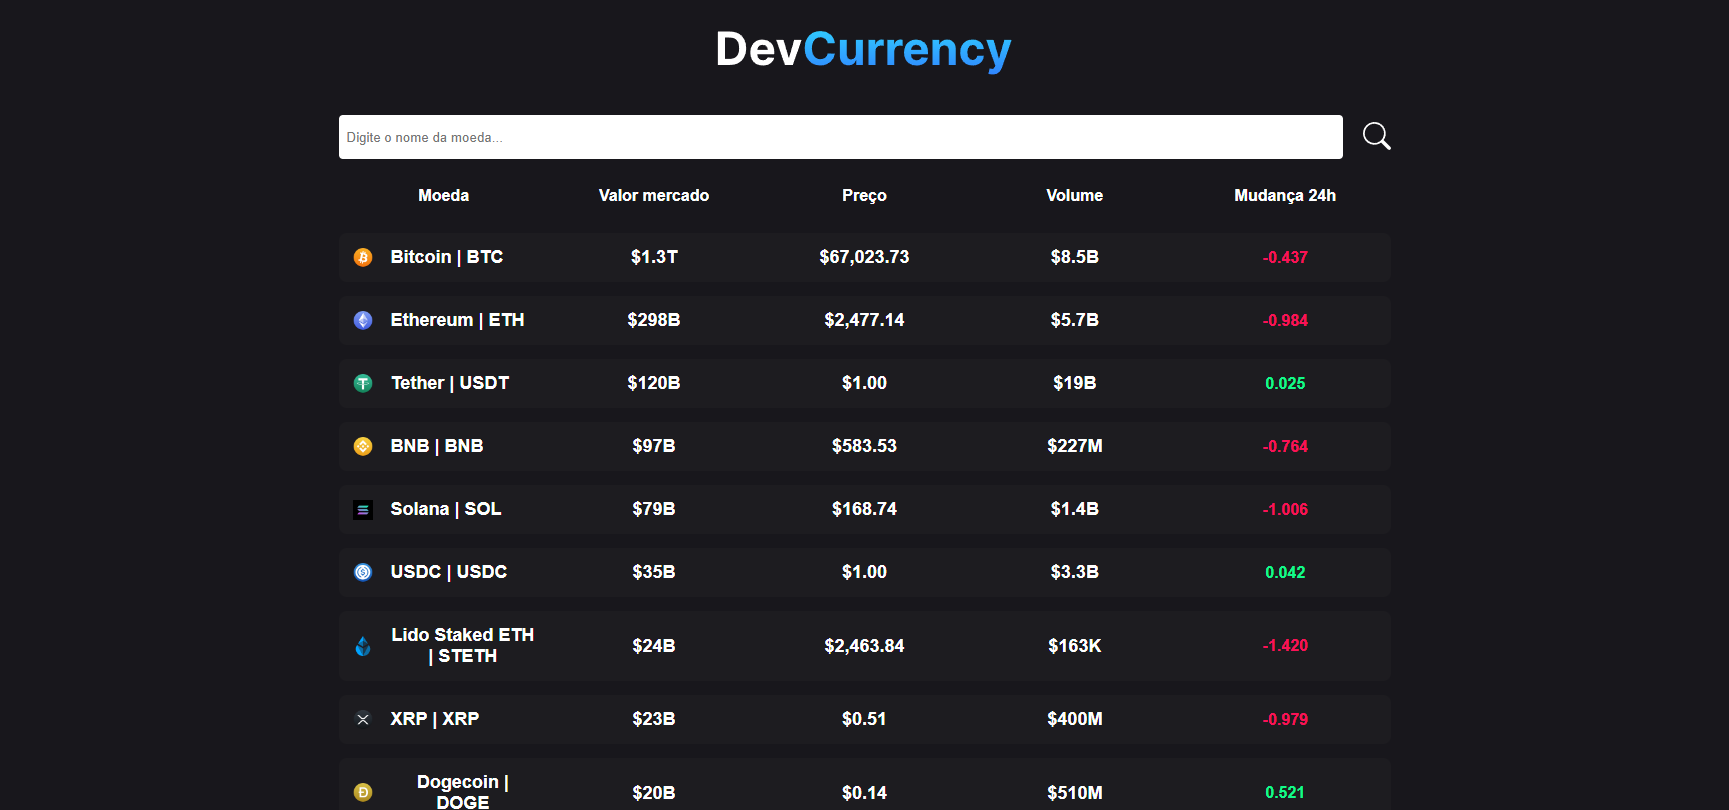 DevCurrency
Digite o nome da moeda...
Moeda Valor mercado Preço Volume Mudança 24h
Bitcoin | BTC $1.3T $67,023.73 $8.5B -0.437
Ethereum | ETH $298B $2,477.14 $5.7B -0.984
Tether | USDT $120B $1.00 $19B 0.025
BNB | BNB $97B $583.53 $227M -0.764
Solana | SOL $79B $168.74 $1.4B -1.006
USDC | USDC $35B $1.00 $3.3B 0.042
Lido Staked ETH
| STETH $24B $2,463.84 $163K -1.420
XRP | XRP $23B $0.51 $400M -0.979
Dogecoin |
DOGE $20B $0.14 $510M 0.521